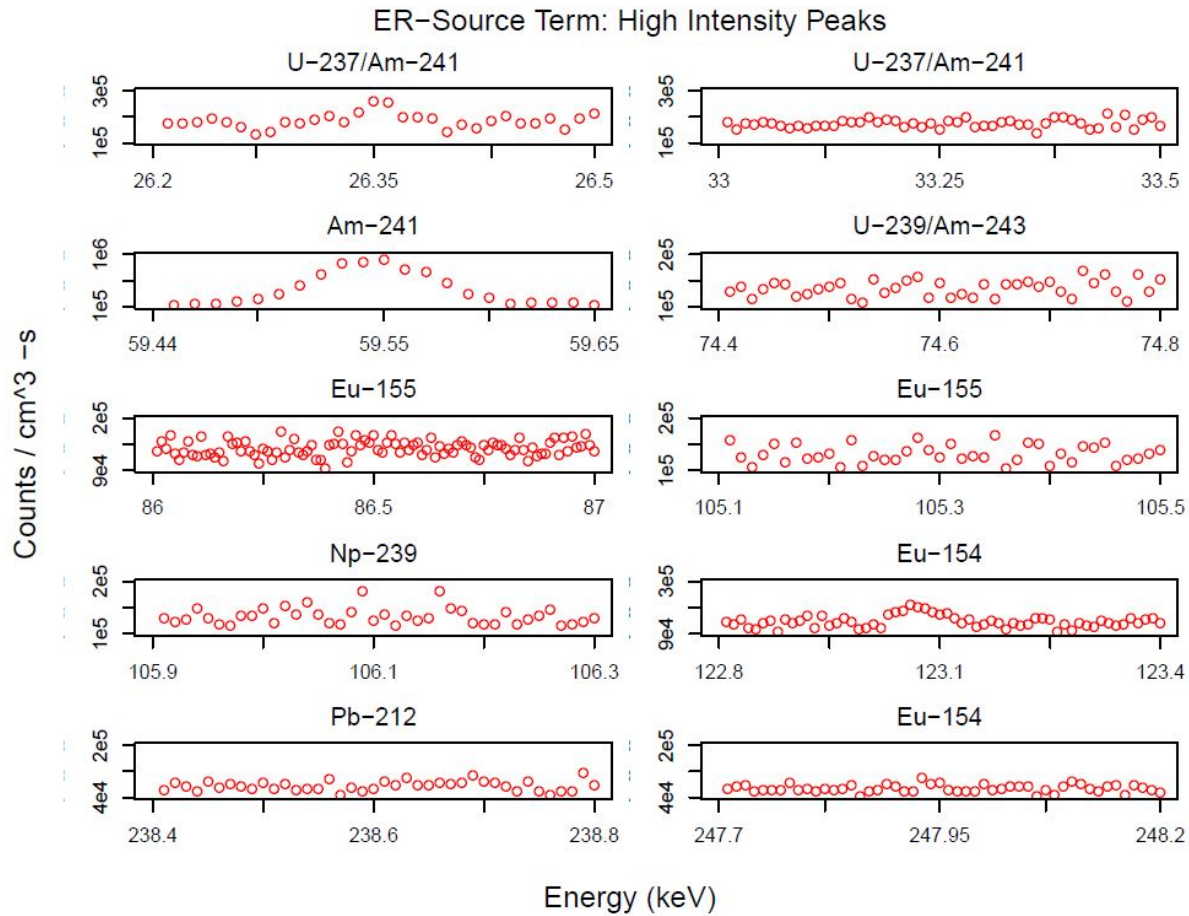 ER−Source Term: High Intensity Peaks
U−237/Am−241
3e5
1e5
26.2 26.35 26.5
U−237/Am−241
3e5
1e5
33 33.25 33.5
Am−241
1e6
1e5
59.44 59.55 59.65
U−239/Am−243
2e5
1e5
74.4 74.6 74.8
Eu−155
2e5
9e4
86 86.5 87
Eu−155
2e5
1e5
105.1 105.3 105.5
Np−239
2e5
1e5
105.9 106.1 106.3
Eu−154
3e5
9e4
122.8 123.1 123.4
Pb−212
2e5
4e4
238.4 238.6 238.8
Eu−154
2e5
4e4
247.7 247.95 248.2
Counts / cm^3 −s
Energy (keV)